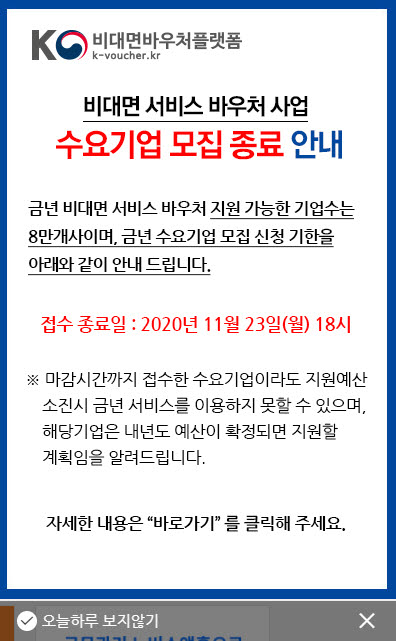 K 비대면바우처플랫폼
k-voucher.kr
비대면 서비스 바우처 사업
수요기업 모집 종료 안내
금년 비대면 서비스 바우처 지원 가능한 기업수는
8만개사이며, 금년 수요기업 모집 신청 기한을
아래와 같이 안내 드립니다.
접수 종료일 : 2020년 11월 23일(월) 18시
※ 마감시간까지 접수한 수요기업이라도 지원예산
소진시 금년 서비스를 이용하지 못할 수 있으며,
해당기업은 내년도 예산이 확정되면 지원할
계획임을 알려드립니다.
자세한 내용은 “바로가기” 를 클릭해 주세요.
오늘하루 보지않기